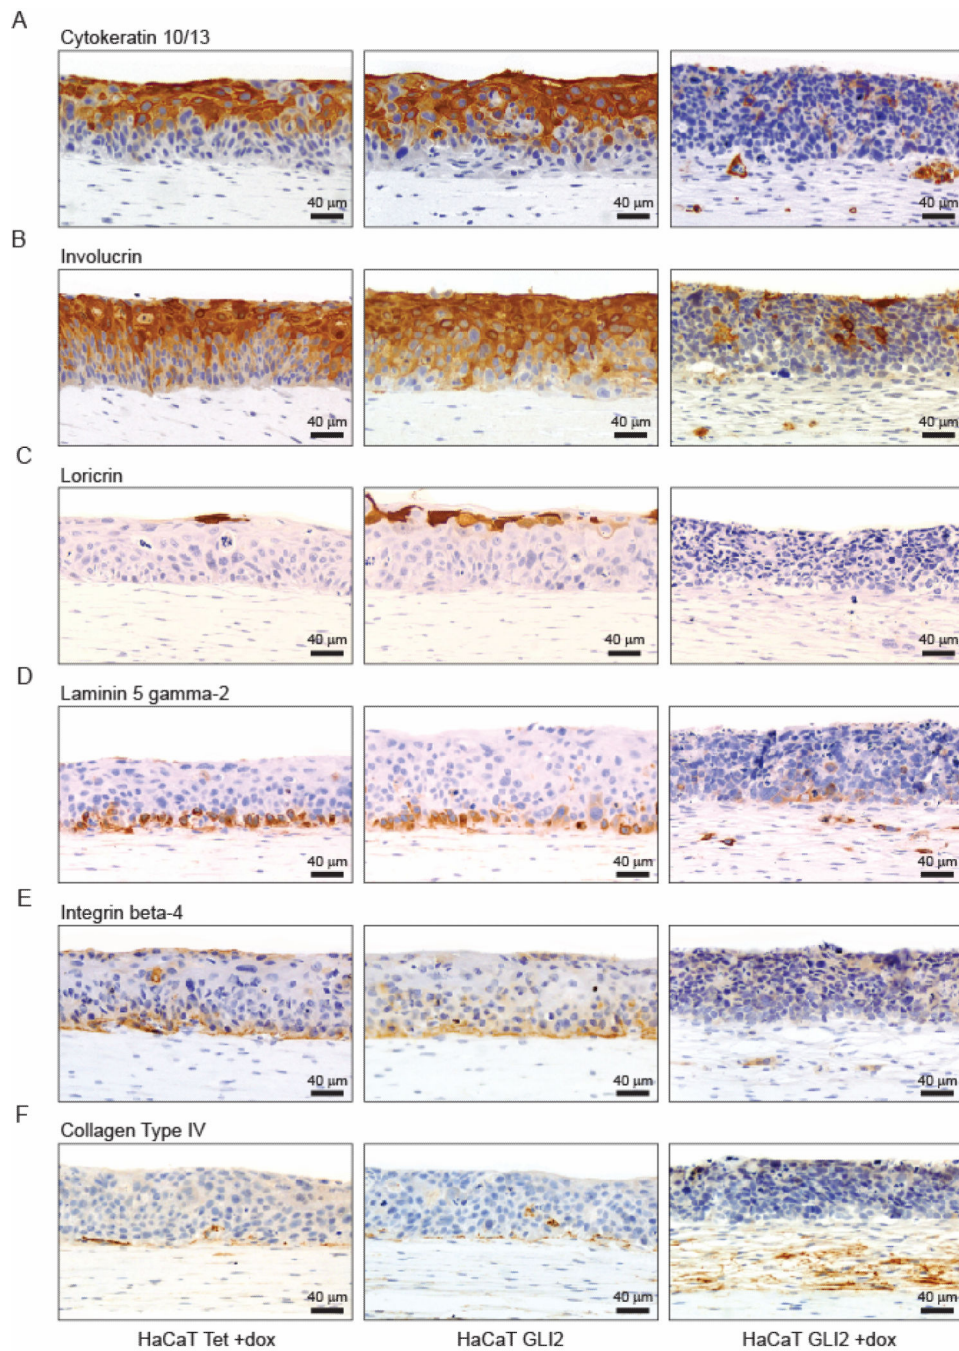 A
Cytokeratin 10/13
40 µm 40 µm 40 µm
B
Involucrin
40 µm 40 µm 40 µm
C
Loricrin
40 µm 40 µm 40 µm
D
Laminin 5 gamma-2
40 µm 40 µm 40 µm
E
Integrin beta-4
40 µm 40 µm 40 µm
F
Collagen Type IV
40 µm 40 µm 40 µm
HaCaT Tet +dox HaCaT GLI2 HaCaT GLI2 +dox